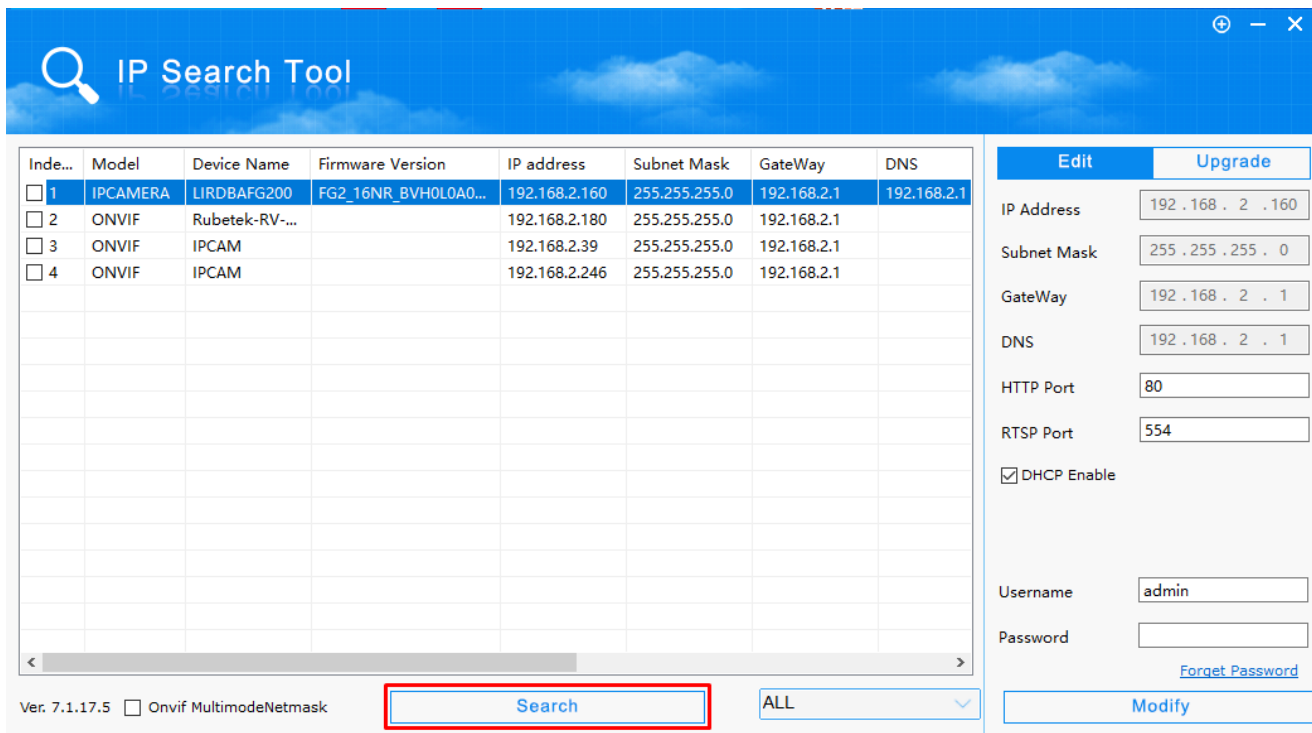 IP Search Tool
Inde... Model Device Name Firmware Version IP address Subnet Mask GateWay DNS
1 IPCAMERA LIRDBAFG200 FG2_16NR_BVH0L0A0... 192.168.2.160 255.255.255.0 192.168.2.1 192.168.2.1
2 ONVIF Rubetek-RV-... 192.168.2.180 255.255.255.0 192.168.2.1
3 ONVIF IPCAM 192.168.2.39 255.255.255.0 192.168.2.1
4 ONVIF IPCAM 192.168.2.246 255.255.255.0 192.168.2.1
Ver. 7.1.17.5 Onvif MultimodeNetmask Search ALL
Edit Upgrade
IP Address 192 .168 . 2 .160
Subnet Mask 255 .255 .255 . 0
GateWay 192 .168 . 2 . 1
DNS 192 .168 . 2 . 1
HTTP Port 80
RTSP Port 554
DHCP Enable
Username admin
Password
Forget Password
Modify